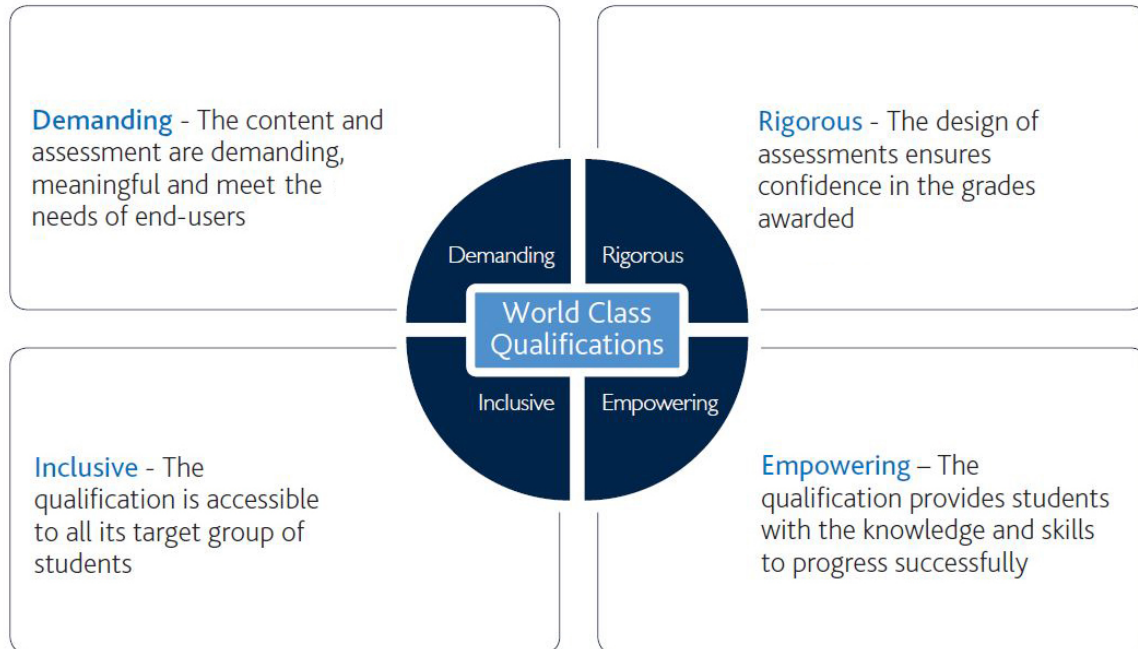 Demanding - The content and
assessment are demanding,
meaningful and meet the
needs of end-users
Rigorous - The design of
assessments ensures
confidence in the grades
awarded
Demanding
Rigorous
World Class
Qualifications
Inclusive
Empowering
Inclusive - The
qualification is accessible
to all its target group of
students
Empowering – The
qualification provides students
with the knowledge and skills
to progress successfully